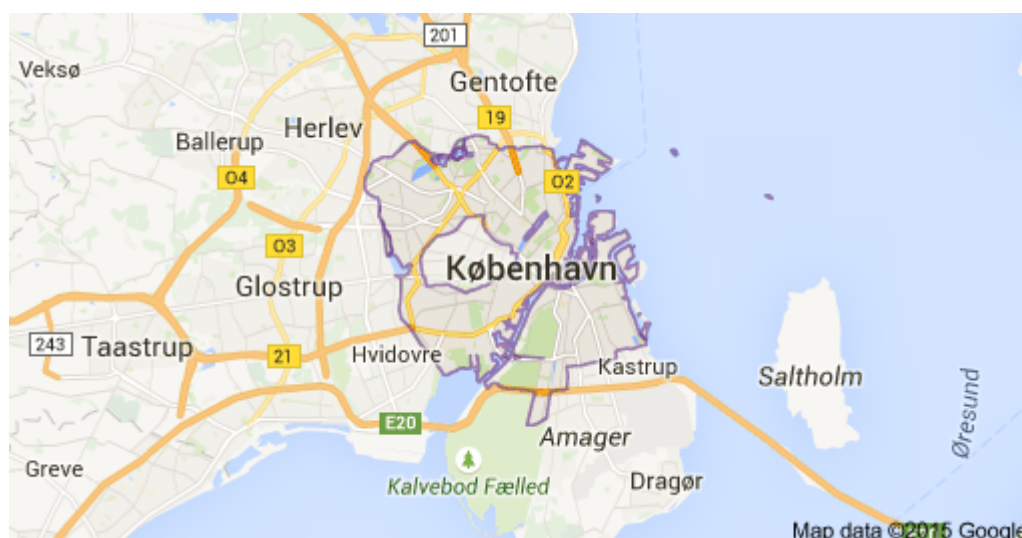 201
Veksø
Gentofte
19
Herlev
Ballerup
O4
O2
O3
København
Glostrup
243
Taastrup
21
Hvidovre
Kastrup
Saltholm
E20
Amager
Øresund
Greve
Kalvebod Fælled
Dragør
Map data ©2015 Google